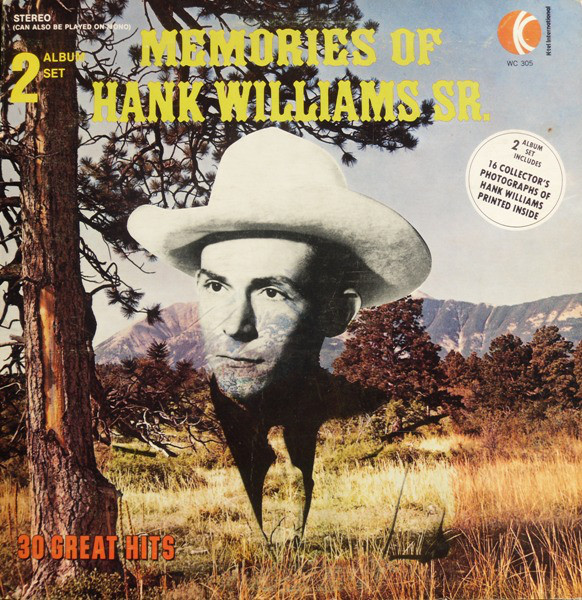 STEREO
(CAN ALSO BE PLAYED ON MONO)
2 ALBUM
SET
MEMORIES OF
HANK WILLIAMS SR.
K
K-tel International
WC 305
2 ALBUM
SET
INCLUDES
16 COLLECTOR'S
PHOTOGRAPHS OF
HANK WILLIAMS
PRINTED INSIDE
30 GREAT HITS